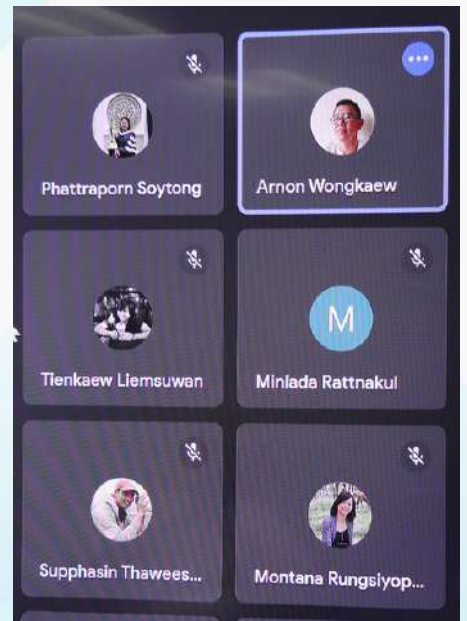 Phattraporn Soytong
Arnon Wongkaew
Tienkaew Liemsuwan
M
Minlada Rattnakul
Supphasin Thawees...
Montana Rungsiyop...